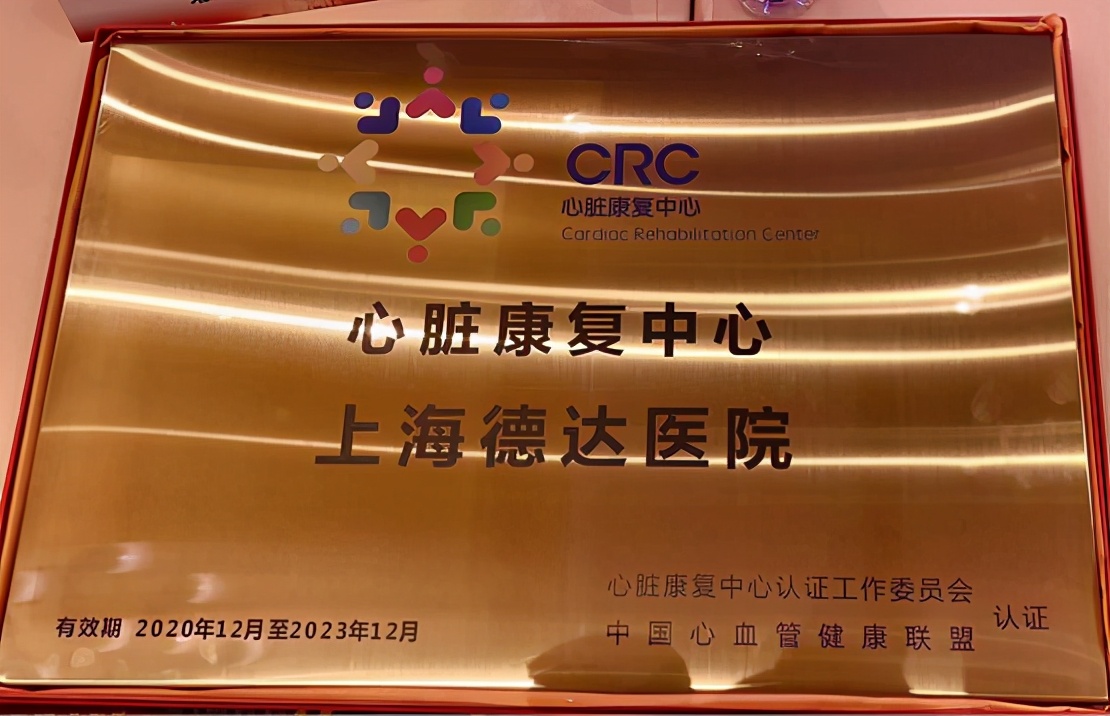 CRC
心脏康复中心
Cardiac Rehabilitation Center
心脏康复中心
上海德达医院
心脏康复中心认证工作委员会
中国心血管健康联盟
认证
有效期 2020年12月至2023年12月